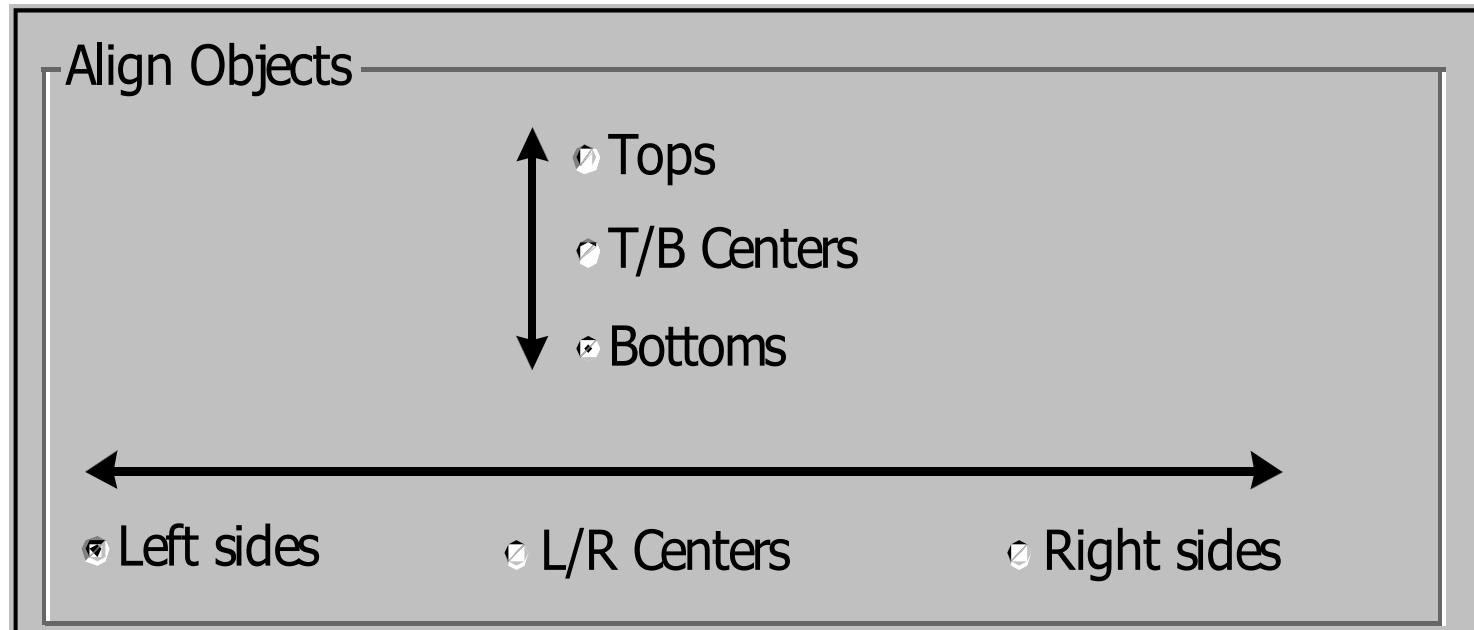 Align Objects
Tops
T/B Centers
Bottoms
Left sides
L/R Centers
Right sides